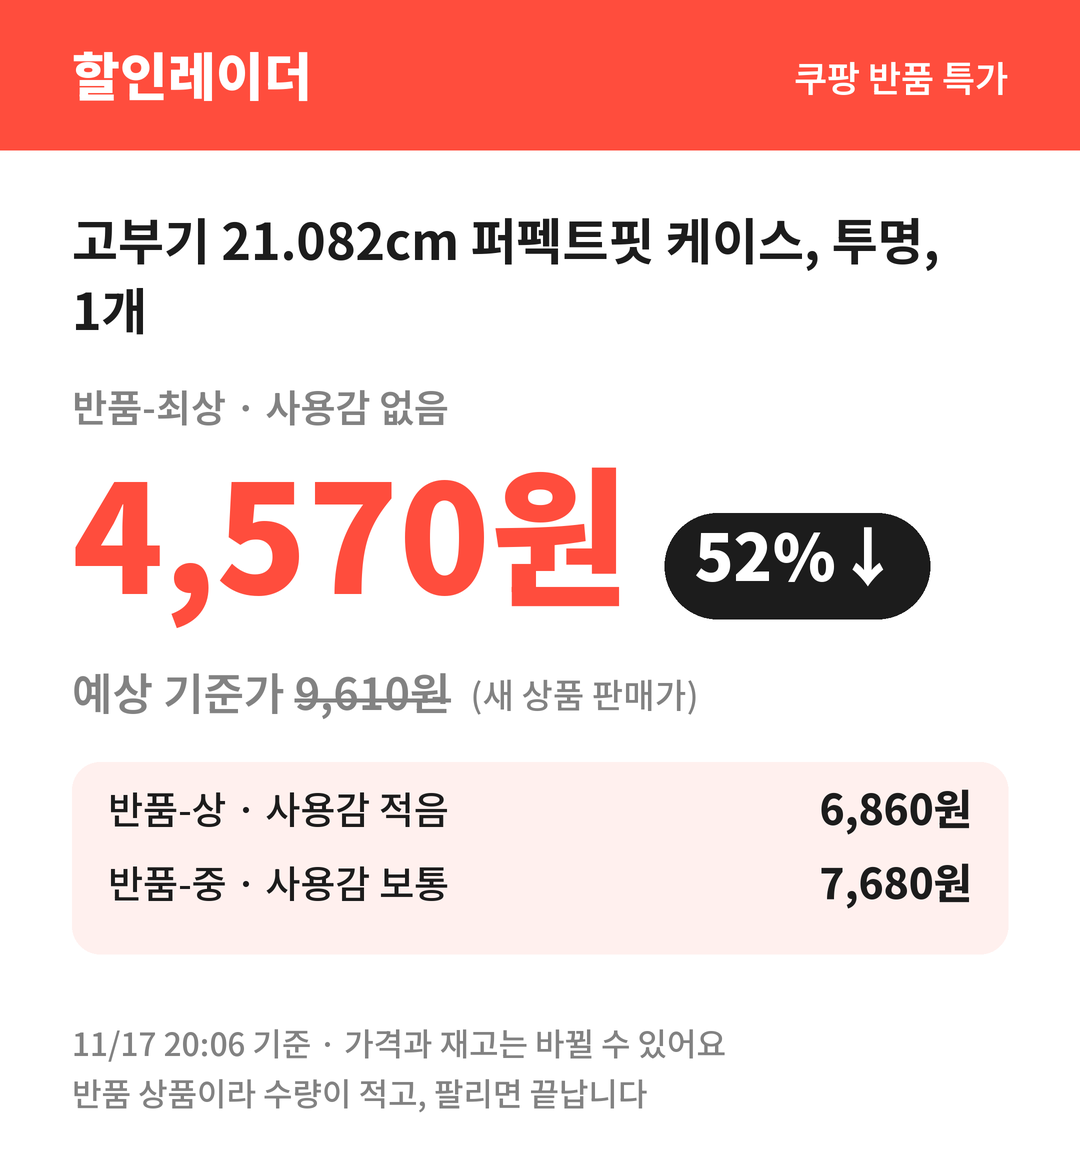 할인레이더
쿠팡 반품 특가
고부기 21.082cm 퍼펙트핏 케이스, 투명,
1개
반품-최상 · 사용감 없음
4,570원 52%↓
예상 기준가 9,610원 (새 상품 판매가)
반품-상 · 사용감 적음 6,860원
반품-중 · 사용감 보통 7,680원
11/17 20:06 기준 · 가격과 재고는 바뀔 수 있어요
반품 상품이라 수량이 적고, 팔리면 끝납니다